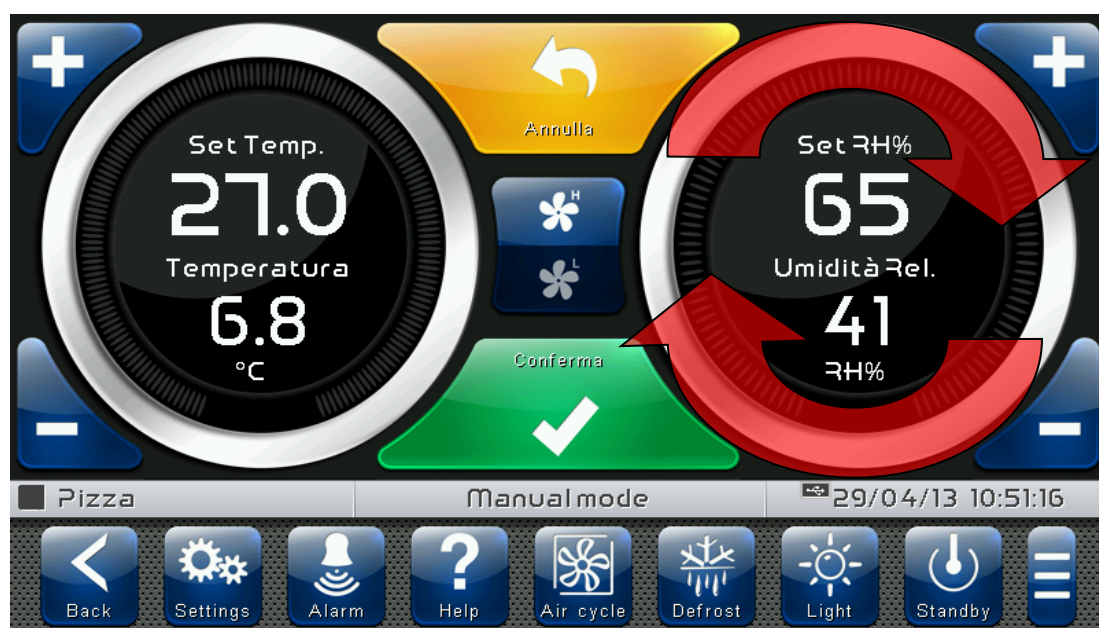 Annulla
Set Temp.
27.0
Temperatura
6.8
°C
H
L
Conferma
Set RH%
65
Umidità Rel.
41
RH%
Pizza
Manual mode
29/04/13 10:51:16
Back
Settings
Alarm
?
Help
Air cycle
Defrost
Light
Standby